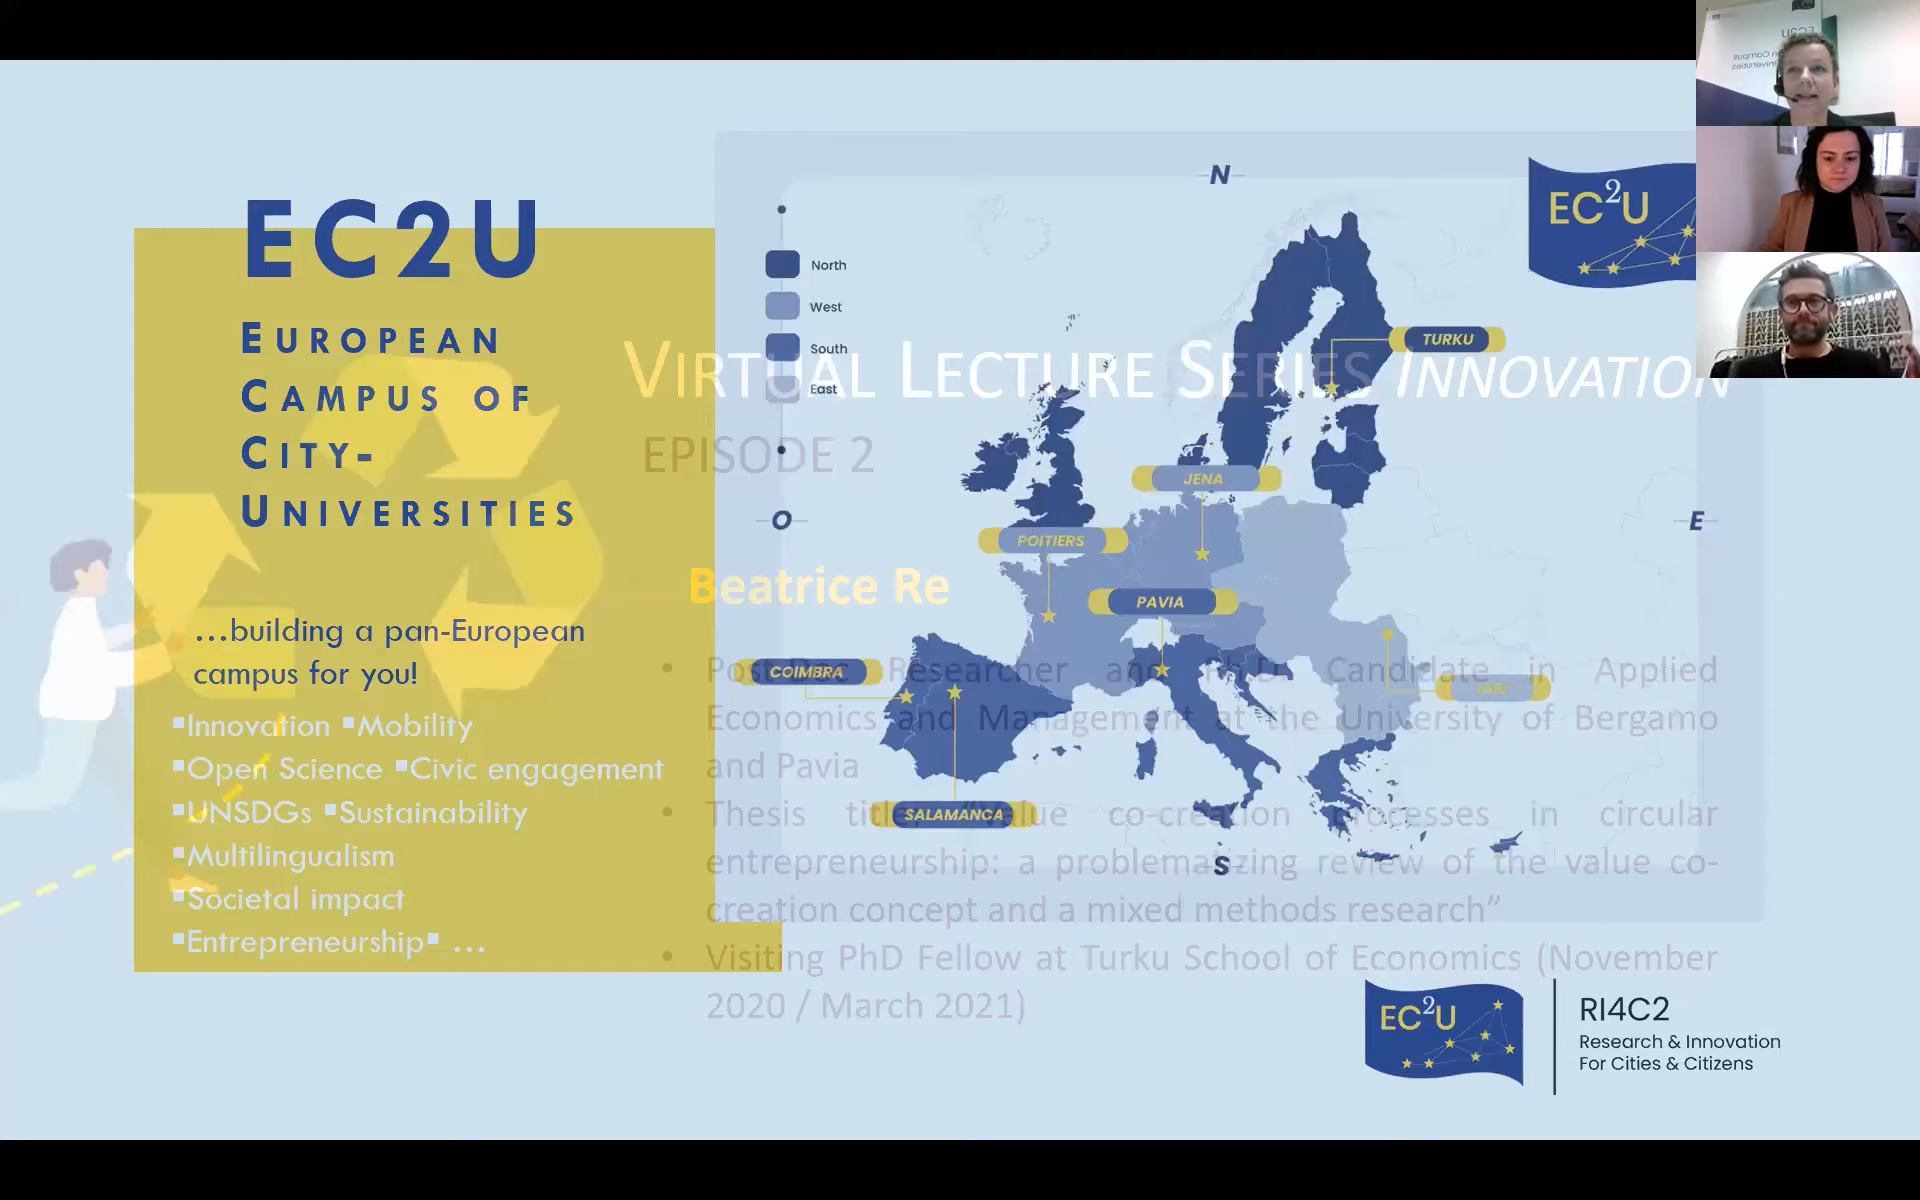 EC2U
EUROPEAN
CAMPUS OF
CITY-
UNIVERSITIES
…building a pan-European
campus for you!
▪Innovation ▪Mobility
▪Open Science ▪Civic engagement
▪UNSDGs ▪Sustainability
▪Multilingualism
▪Societal impact
▪Entrepreneurship▪ …
N
North
West
South
East
O
E
S
TURKU
JENA
POITIERS
PAVIA
COIMBRA
SALAMANCA
EC²U
VIRTUAL LECTURE SERIES INNOVATION
EPISODE 2
Beatrice Re
Researcher and PhD Candidate in Applied
Economics and Management at the University of Bergamo
and Pavia
Thesis co-creation processes in circular
entrepreneurship: a problematizing review of the value co-
creation concept and a mixed methods research”
Visiting PhD Fellow at Turku School of Economics (November
2020 / March 2021)
EC²U
RI4C2
Research & Innovation
For Cities & Citizens